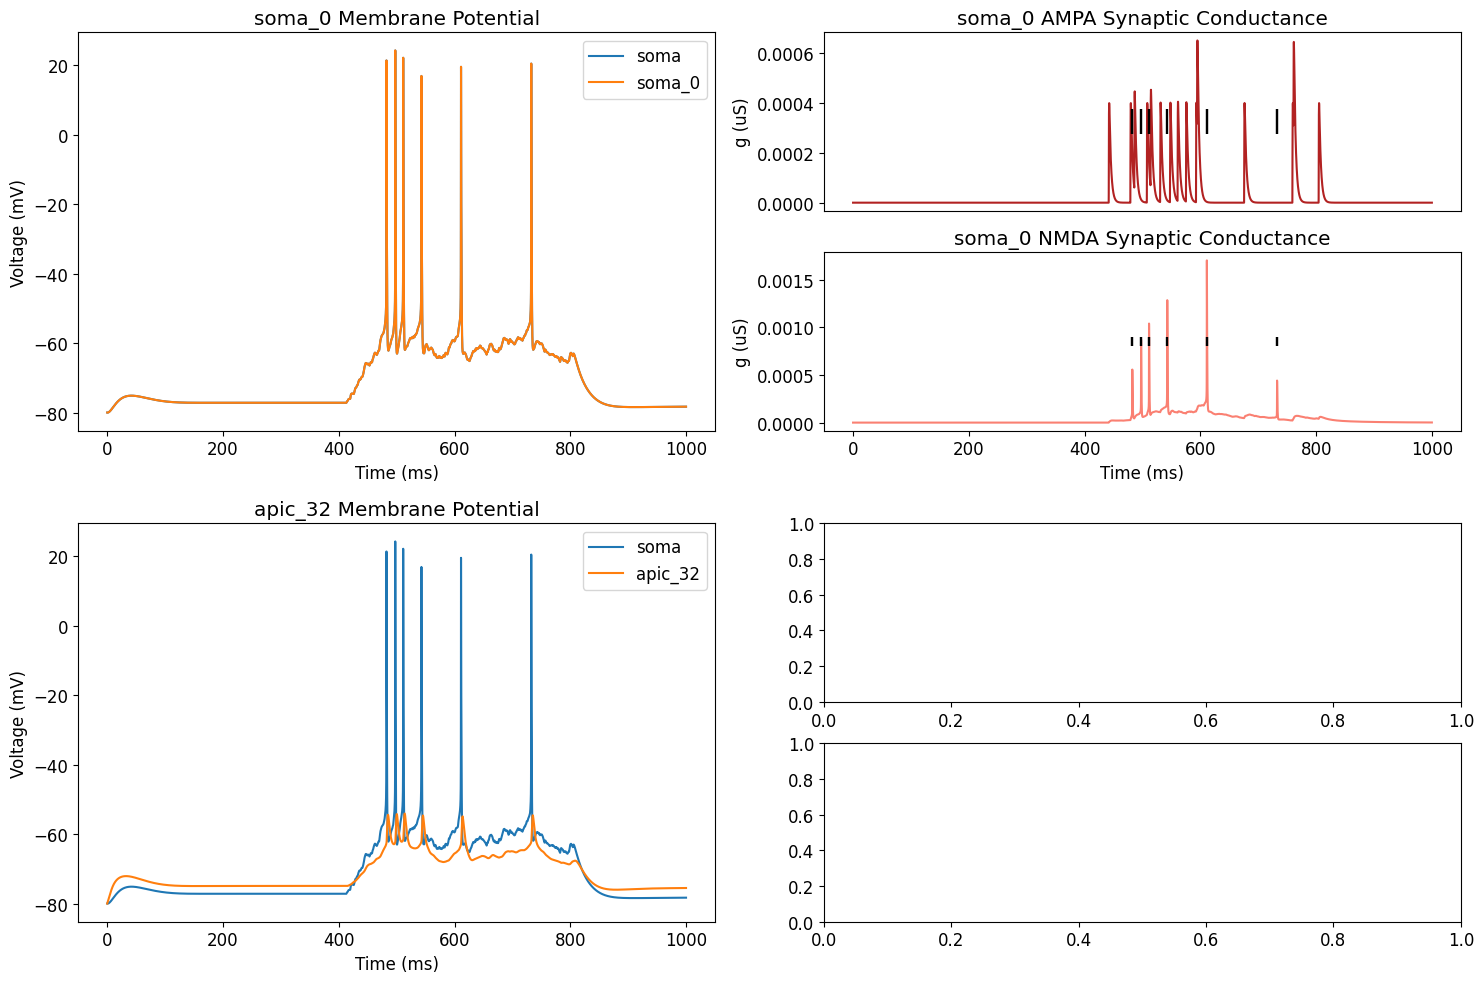 soma_0 Membrane Potential
Voltage (mV)
20
0
−20
−40
−60
−80
soma
soma_0
0 200 400 600 800 1000
Time (ms)
soma_0 AMPA Synaptic Conductance
g (uS)
0.0006
0.0004
0.0002
0.0000
soma_0 NMDA Synaptic Conductance
g (uS)
0.0015
0.0010
0.0005
0.0000
0 200 400 600 800 1000
Time (ms)
apic_32 Membrane Potential
Voltage (mV)
20
0
−20
−40
−60
−80
soma
apic_32
0 200 400 600 800 1000
Time (ms)
1.0
0.8
0.6
0.4
0.2
0.0
0.0 0.2 0.4 0.6 0.8 1.0
1.0
0.8
0.6
0.4
0.2
0.0
0.0 0.2 0.4 0.6 0.8 1.0